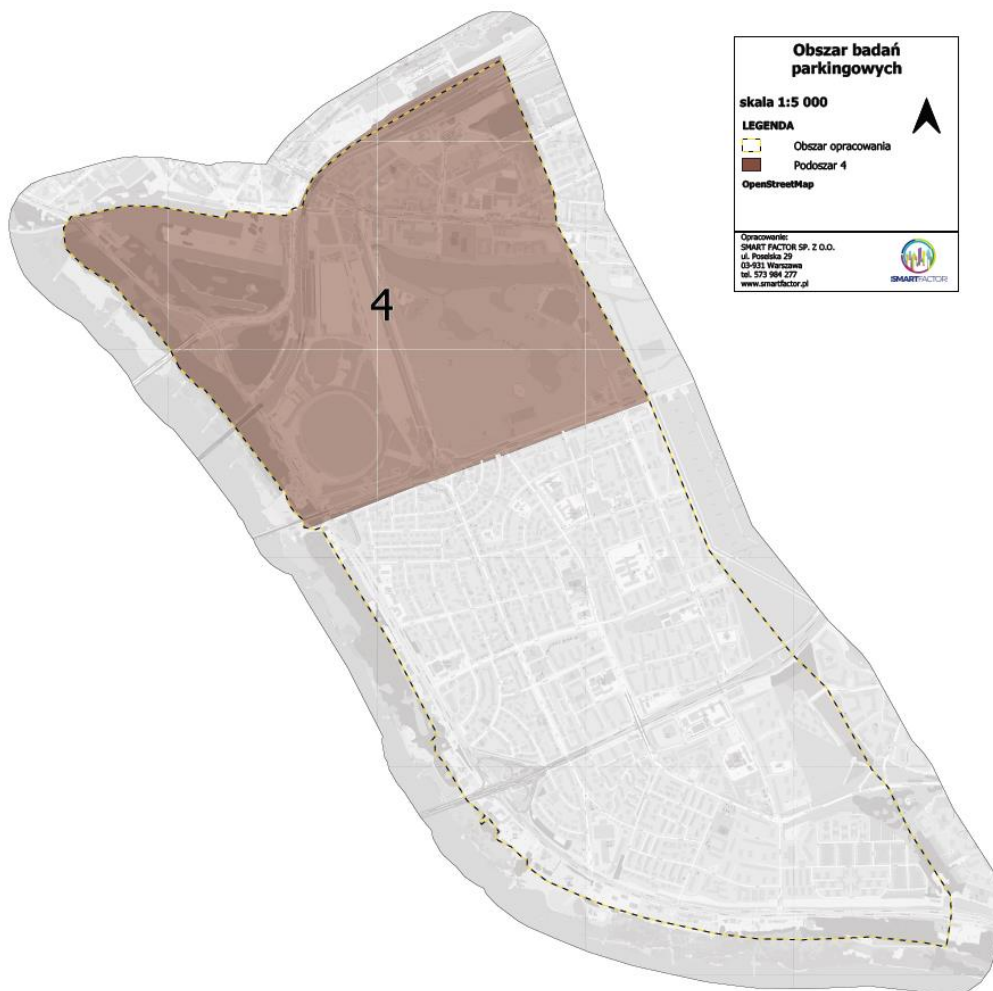 Obszar badań
parkingowych
skala 1:5 000
LEGENDA
Obszar opracowania
Podoszar 4
OpenStreetMap
Opracowanie:
SMART FACTOR SP. Z O.O.
ul. Poselska 29
03-931 Warszawa
tel. 573 984 277
www.smartfactor.pl
SMARTFACTOR
4